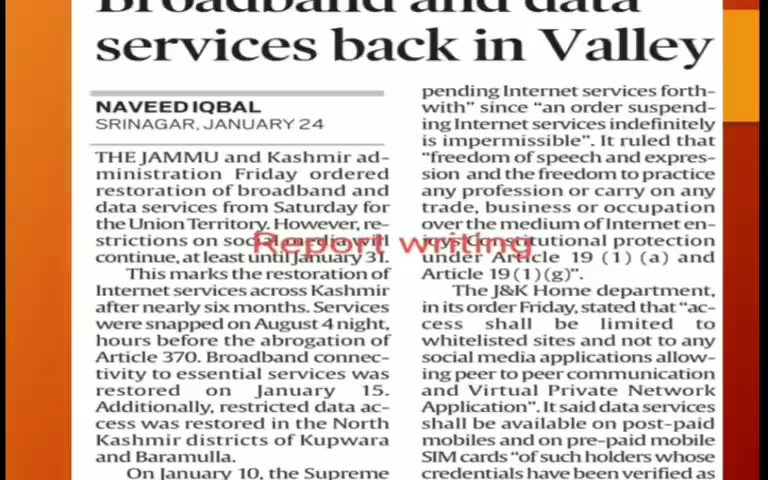 Broadband and data
services back in Valley
NAVEED IQBAL
SRINAGAR, JANUARY 24
THE JAMMU and Kashmir ad-
ministration Friday ordered
restoration of broadband and
data services from Saturday for
the Union Territory. However, re-
strictions on social media will
continue, at least until January 31.
This marks the restoration of
Internet services across Kashmir
after nearly six months. Services
were snapped on August 4 night,
hours before the abrogation of
Article 370. Broadband connec-
tivity to essential services was
restored on January 15.
Additionally, restricted data ac-
cess was restored in the North
Kashmir districts of Kupwara
and Baramulla.
On January 10, the Supreme
pending Internet services forth-
with” since “an order suspend-
ing Internet services indefinitely
is impermissible”. It ruled that
“freedom of speech and expres-
sion and the freedom to practice
any profession or carry on any
trade, business or occupation
over the medium of Internet en-
joys Constitutional protection
under Article 19 (1) (a) and
Article 19 (1) (g)”.
The J&K Home department,
in its order Friday, stated that “ac-
cess shall be limited to
whitelisted sites and not to any
social media applications allow-
ing peer to peer communication
and Virtual Private Network
Application”. It said data services
shall be available on post-paid
mobiles and on pre-paid mobile
SIM cards “of such holders whose
credentials have been verified as
Report writing